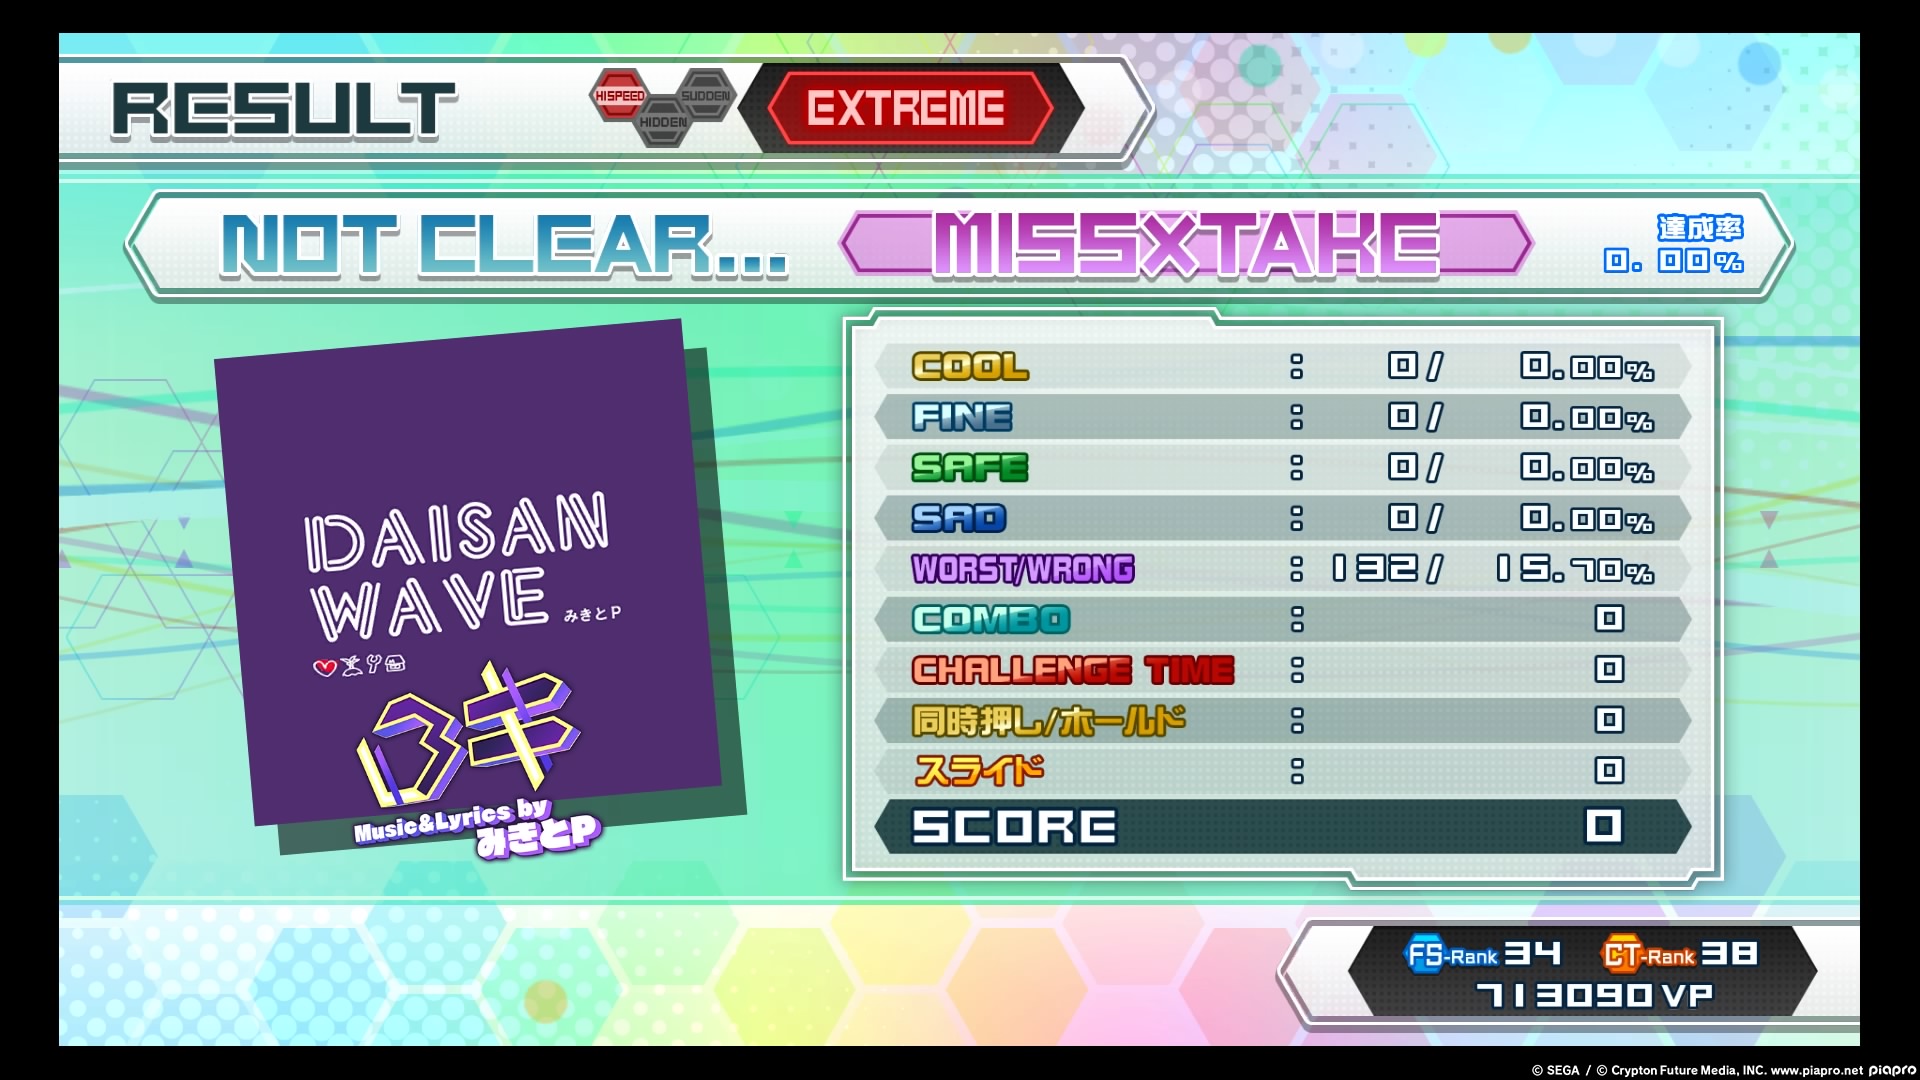 RESULT
HISPEED
HIDDEN
SUDDEN
EXTREME
NOT CLEAR...
MISS×TAKE
達成率
0.00%
DAISAN
WAVE みきとP
ロキ
Music&Lyrics by
みきとP
COOL : 0/ 0.00%
FINE : 0/ 0.00%
SAFE : 0/ 0.00%
SAD : 0/ 0.00%
WORST/WRONG : 132/ 15.70%
COMBO : 0
CHALLENGE TIME : 0
同時押し/ホールド : 0
スライド : 0
SCORE 0
FS-Rank 34 CT-Rank 38
713090 VP
© SEGA / © Crypton Future Media, INC. www.piapro.net piapro